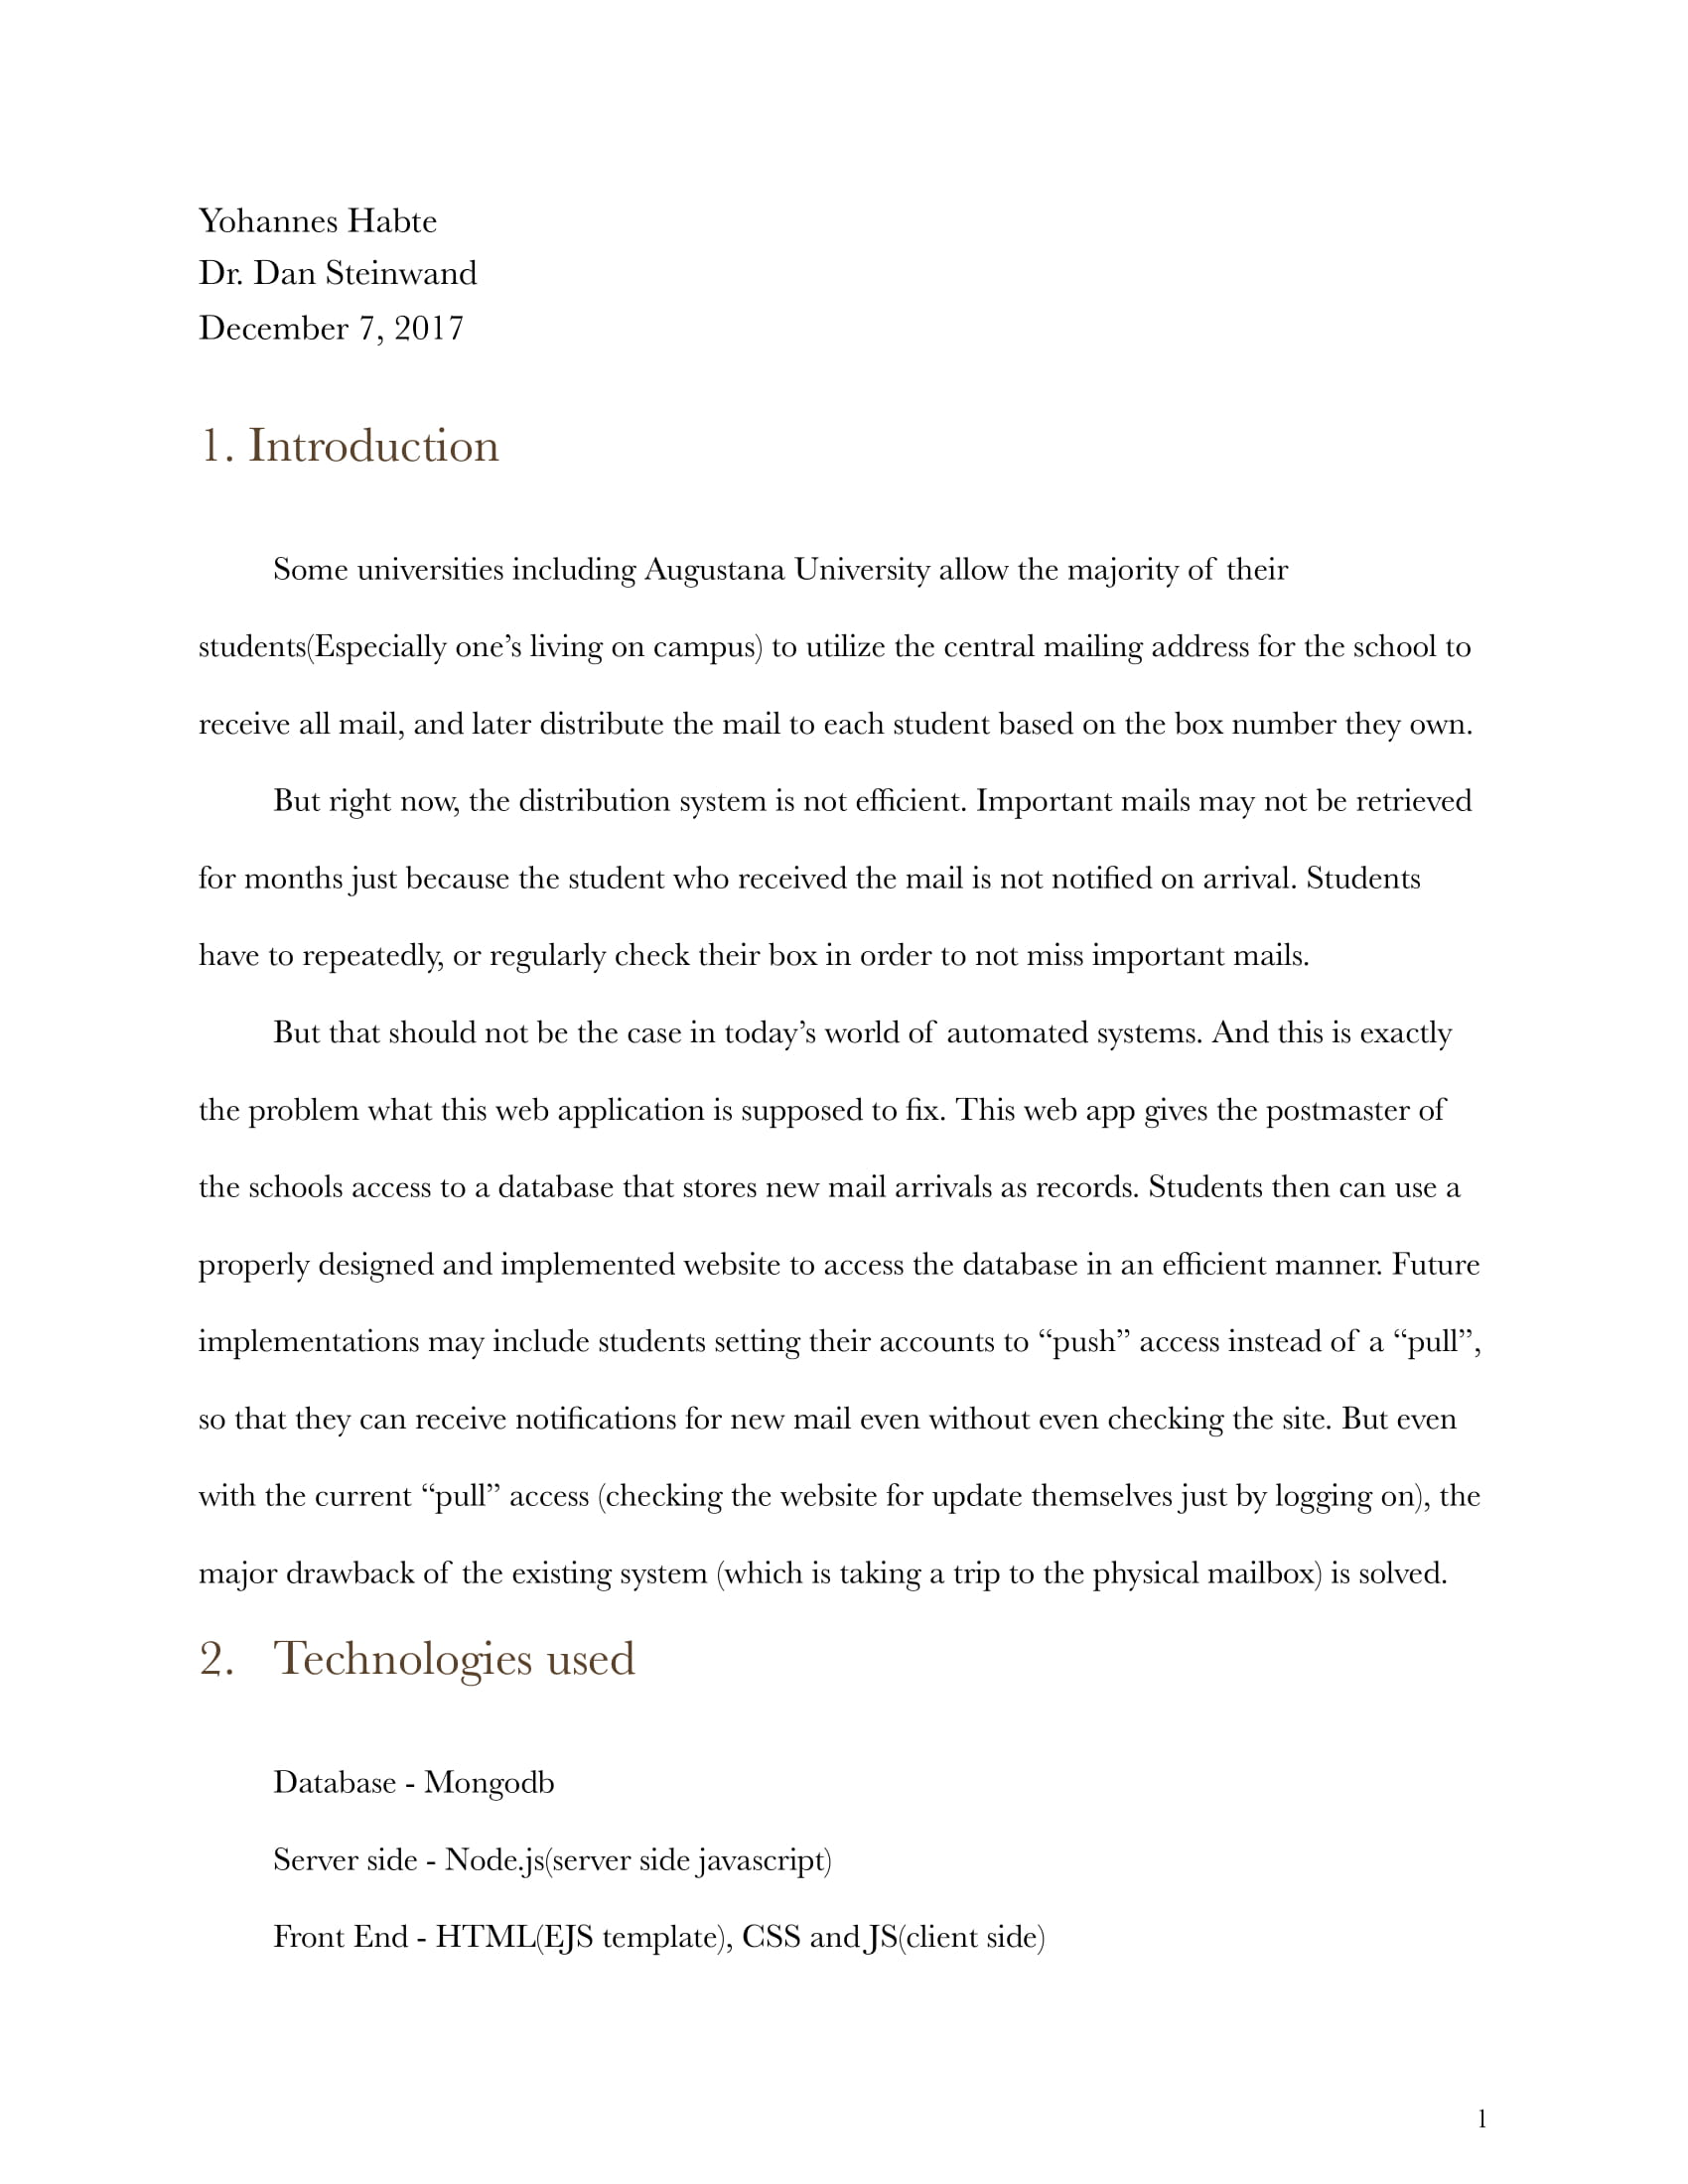 Yohannes Habte
Dr. Dan Steinwand
December 7, 2017
1. Introduction
Some universities including Augustana University allow the majority of their
students(Especially one’s living on campus) to utilize the central mailing address for the school to
receive all mail, and later distribute the mail to each student based on the box number they own.
But right now, the distribution system is not efficient. Important mails may not be retrieved
for months just because the student who received the mail is not notified on arrival. Students
have to repeatedly, or regularly check their box in order to not miss important mails.
But that should not be the case in today’s world of automated systems. And this is exactly
the problem what this web application is supposed to fix. This web app gives the postmaster of
the schools access to a database that stores new mail arrivals as records. Students then can use a
properly designed and implemented website to access the database in an efficient manner. Future
implementations may include students setting their accounts to “push” access instead of a “pull”,
so that they can receive notifications for new mail even without even checking the site. But even
with the current “pull” access (checking the website for update themselves just by logging on), the
major drawback of the existing system (which is taking a trip to the physical mailbox) is solved.
2. Technologies used
Database - Mongodb
Server side - Node.js(server side javascript)
Front End - HTML(EJS template), CSS and JS(client side)
1